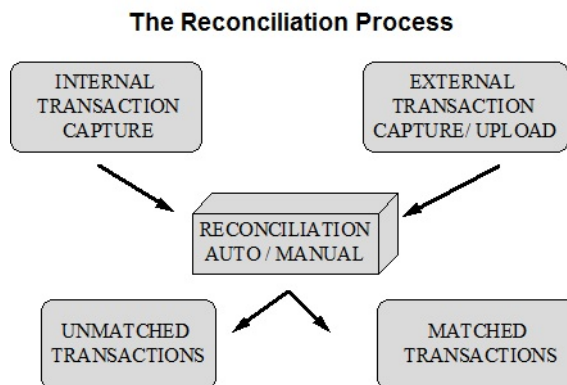 The Reconciliation Process
INTERNAL
TRANSACTION
CAPTURE
EXTERNAL
TRANSACTION
CAPTURE/ UPLOAD
RECONCILIATION
AUTO / MANUAL
UNMATCHED
TRANSACTIONS
MATCHED
TRANSACTIONS